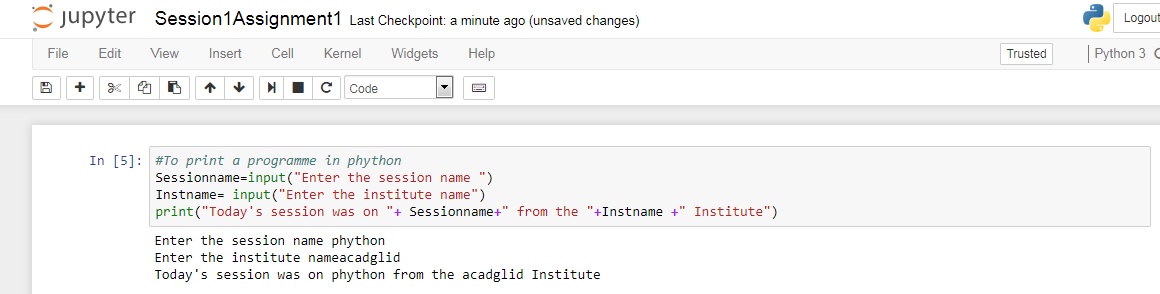 jupyter Session1Assignment1 Last Checkpoint: a minute ago (unsaved changes)
Logout
File Edit View Insert Cell Kernel Widgets Help
Trusted Python 3
Code
In [5]: #To print a programme in phython
Sessionname=input("Enter the session name ")
Instname= input("Enter the institute name")
print("Today's session was on "+ Sessionname+" from the "+Instname +" Institute")
Enter the session name phython
Enter the institute nameacadglid
Today's session was on phython from the acadglid Institute